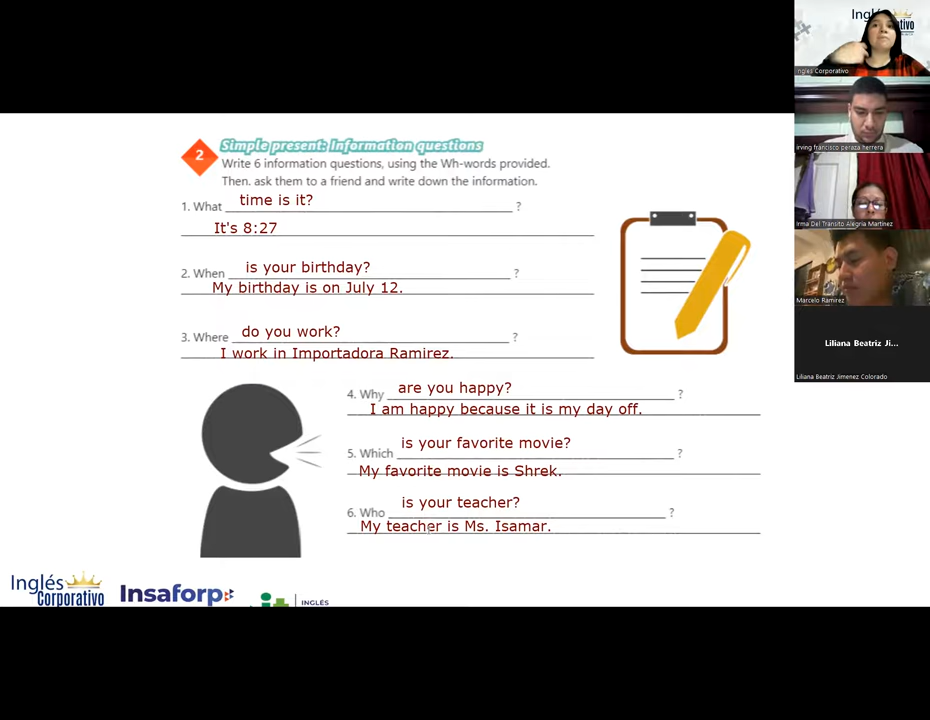 Simple present: Information questions
2
Write 6 information questions, using the Wh-words provided.
Then. ask them to a friend and write down the information.
1. What time is it? ?
It's 8:27
2. When is your birthday? ?
My birthday is on July 12.
3. Where do you work? ?
I work in Importadora Ramirez.
4. Why are you happy? ?
I am happy because it is my day off.
5. Which is your favorite movie? ?
My favorite movie is Shrek.
6. Who is your teacher? ?
My teacher is Ms. Isamar.
Inglés
Corporativo
Insaforp
INGLÉS
Inglés Corporativo
irving francisco peraza herrera
Irma Del Transito Alegria Martinez
Marcelo Ramirez
Liliana Beatriz Ji...
Liliana Beatriz Jimenez Colorado